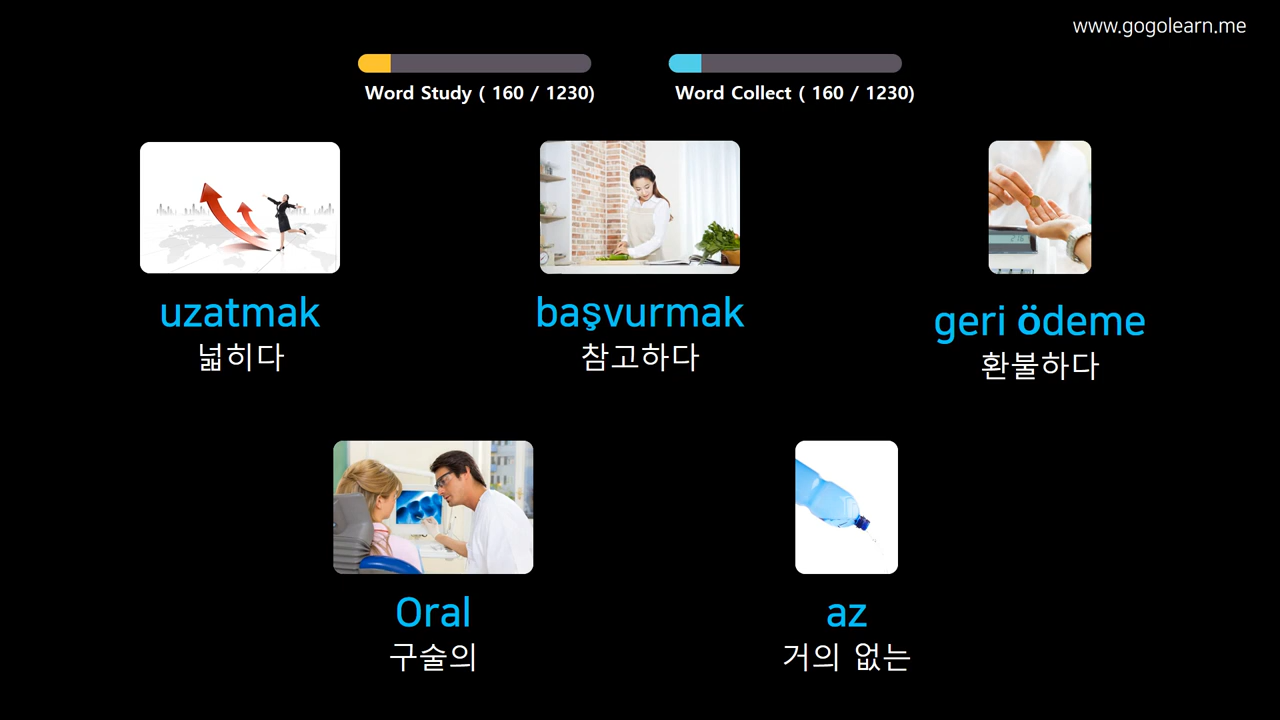 www.gogolearn.me
Word Study ( 160 / 1230)
Word Collect ( 160 / 1230)
uzatmak
넓히다
başvurmak
참고하다
geri ödeme
환불하다
Oral
구술의
az
거의 없는